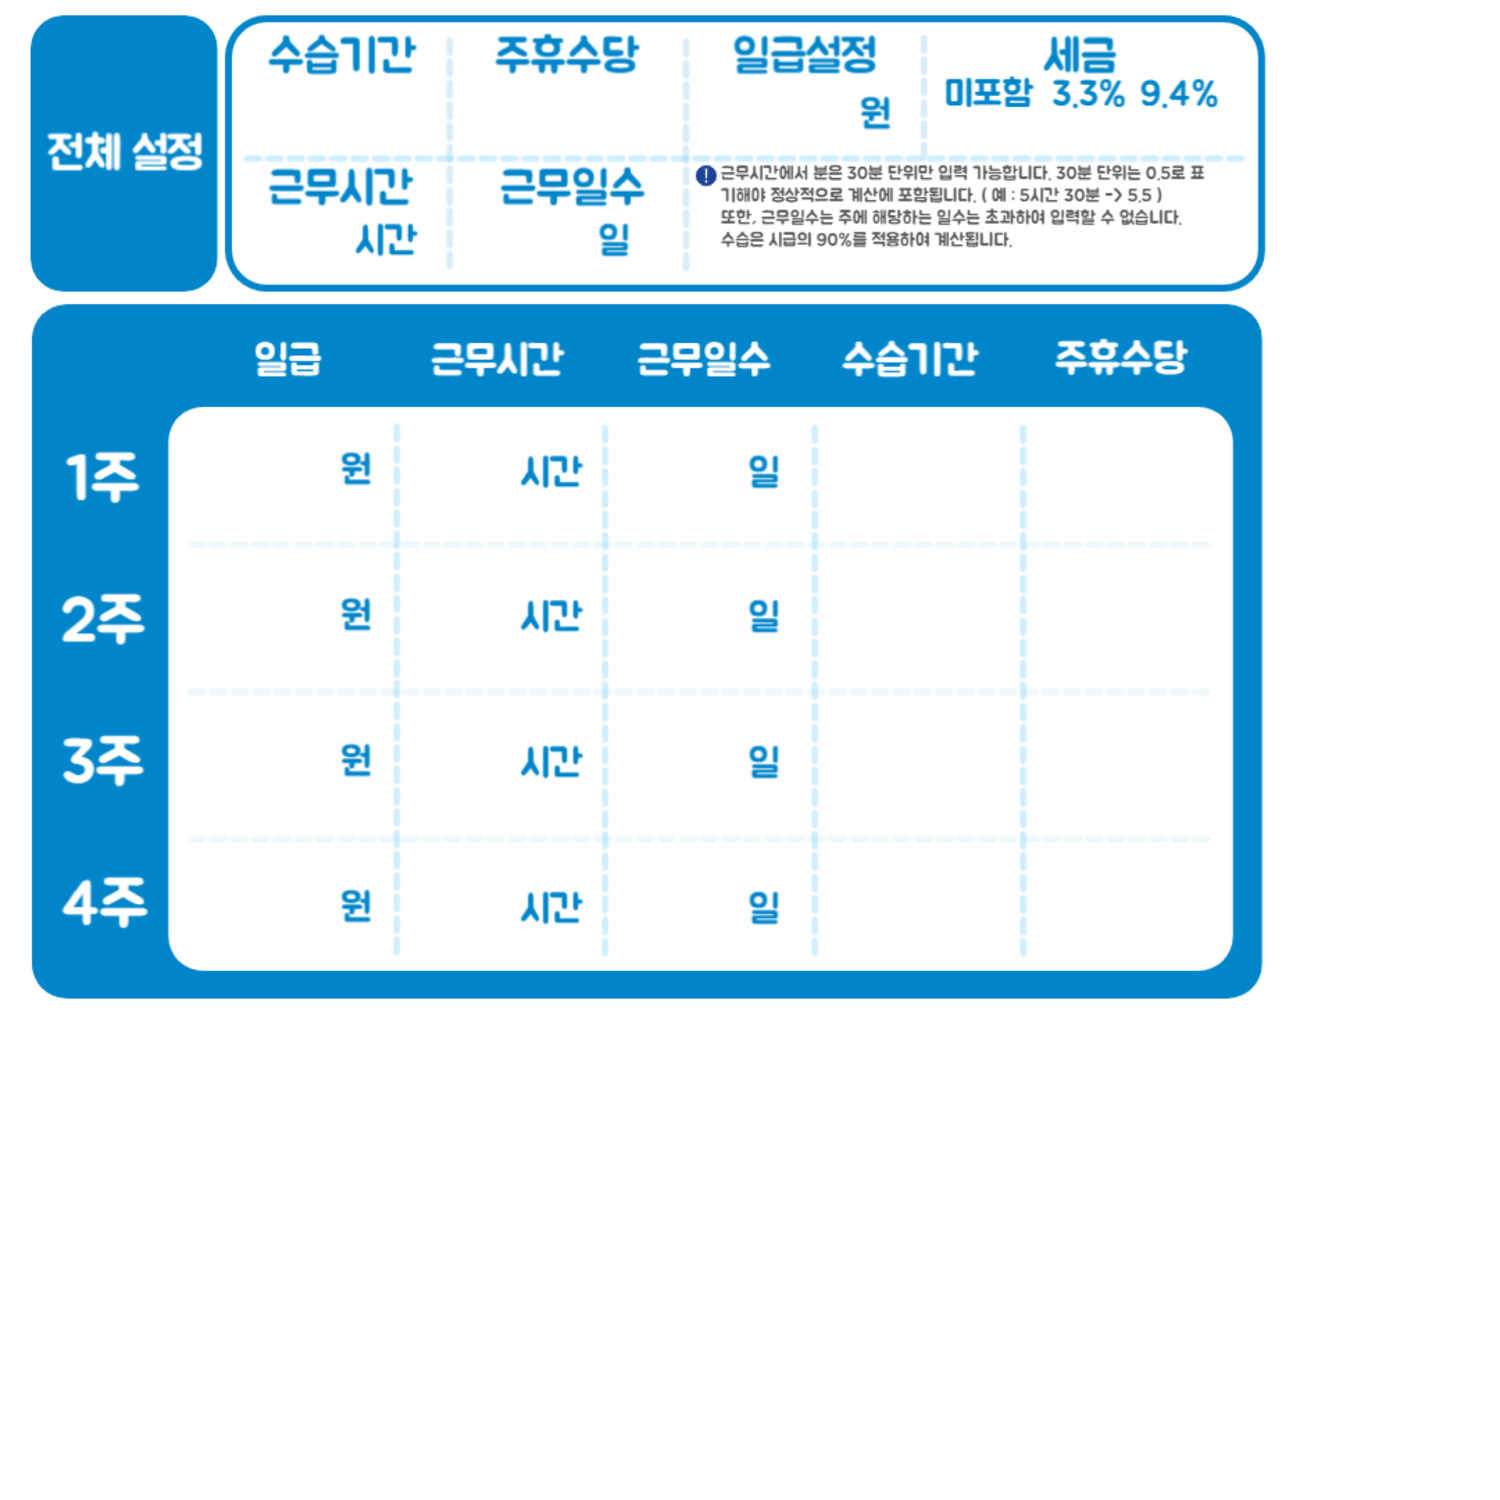 전체 설정
수습기간 주휴수당 일급설정 세금
미포함 3.3% 9.4%
원
근무시간 근무일수
시간 일
! 근무시간에서 분은 30분 단위만 입력 가능합니다. 30분 단위는 0.5로 표
기해야 정상적으로 계산에 포함됩니다. ( 예 : 5시간 30분 -> 5.5 )
또한, 근무일수는 주에 해당하는 일수는 초과하여 입력할 수 없습니다.
수습은 시급의 90%를 적용하여 계산됩니다.
일급 근무시간 근무일수 수습기간 주휴수당
1주 원 시간 일
2주 원 시간 일
3주 원 시간 일
4주 원 시간 일